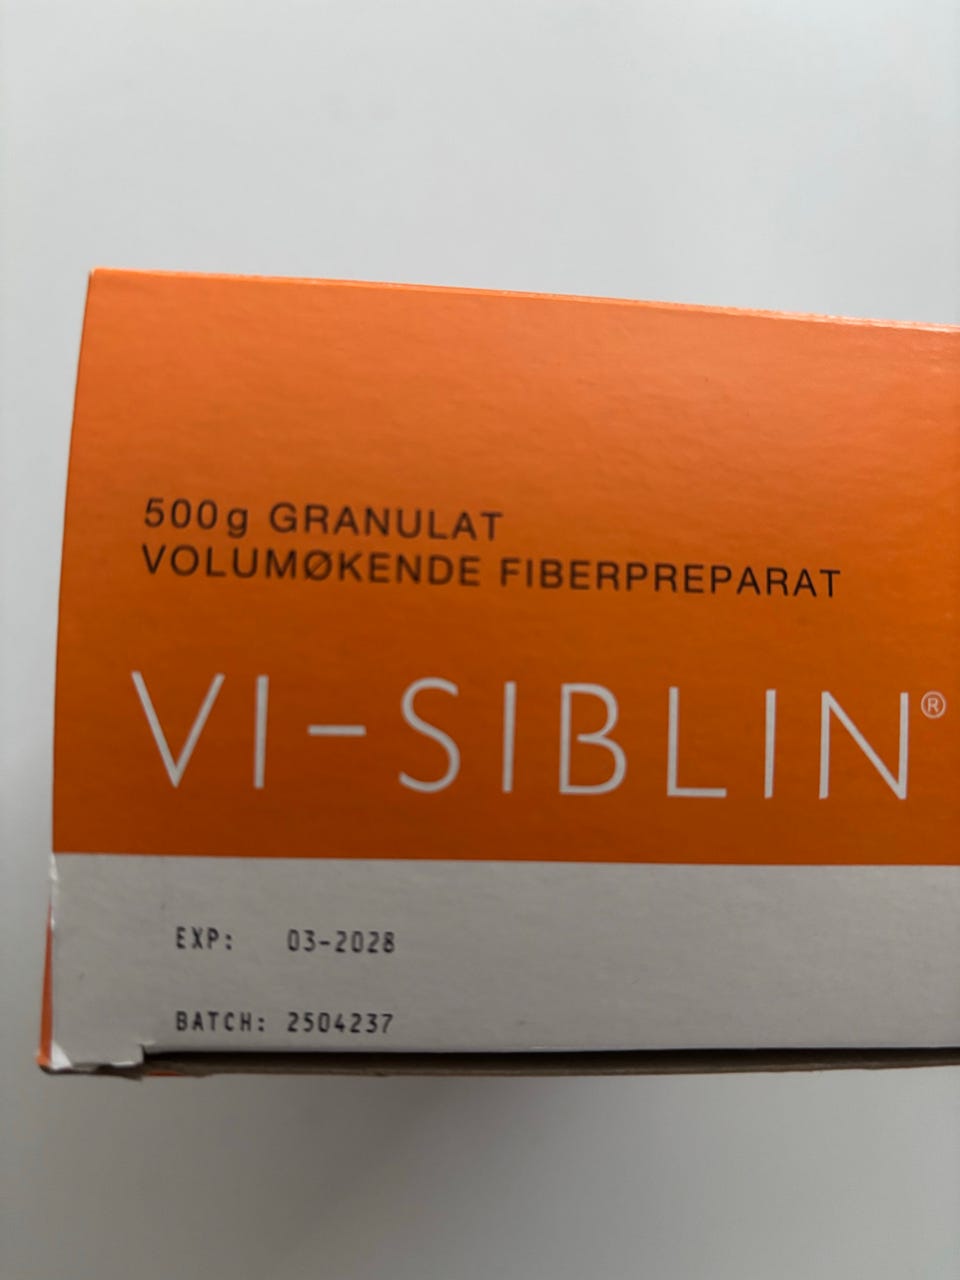 500g GRANULAT
VOLUMØKENDE FIBERPREPARAT
VI-SIBLIN®
EXP: 03-2028
BATCH: 2504237